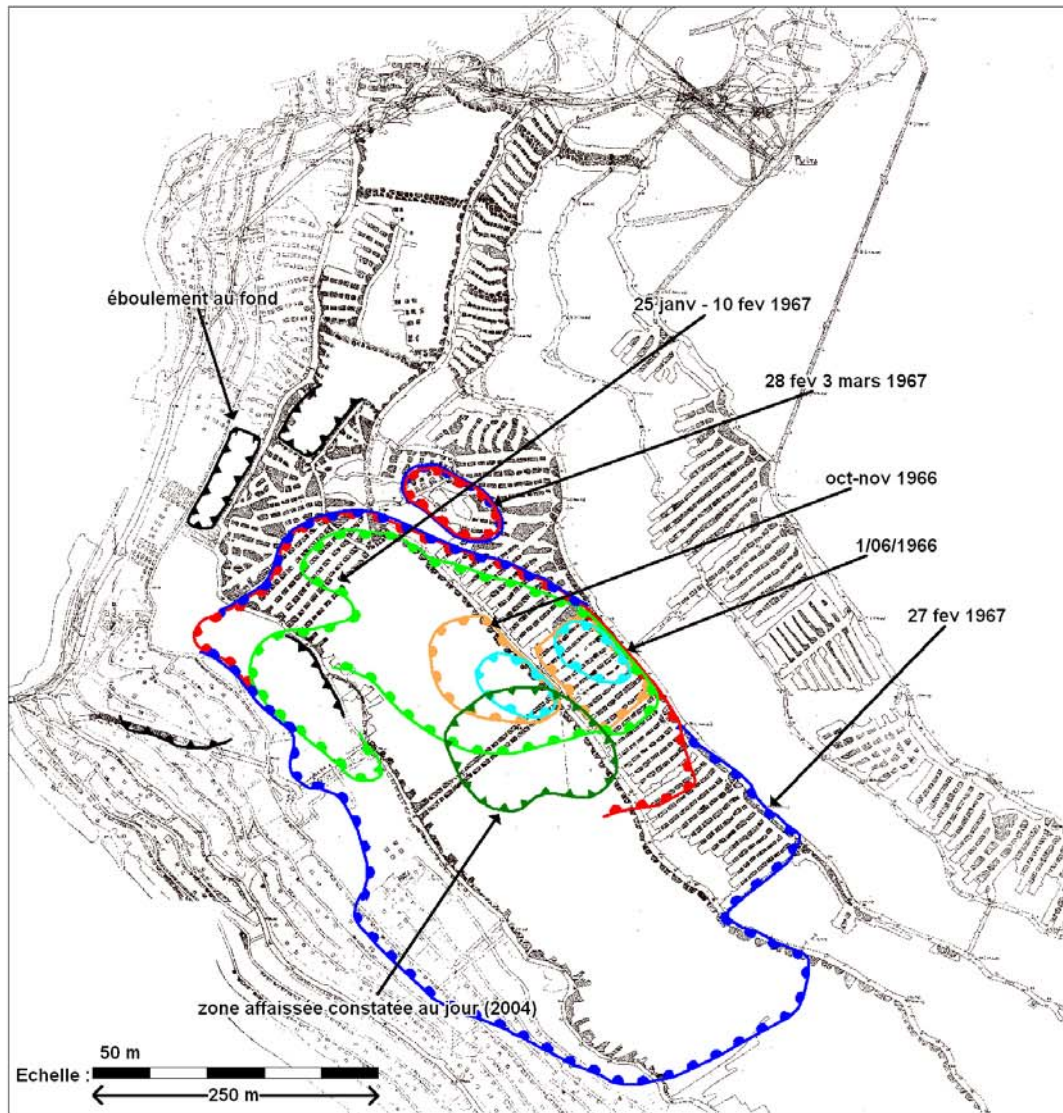 Puits
éboulement au fond
25 janv - 10 fev 1967
28 fev 3 mars 1967
oct-nov 1966
1/06/1966
27 fev 1967
zone affaissée constatée au jour (2004)
50 m
Echelle :
250 m